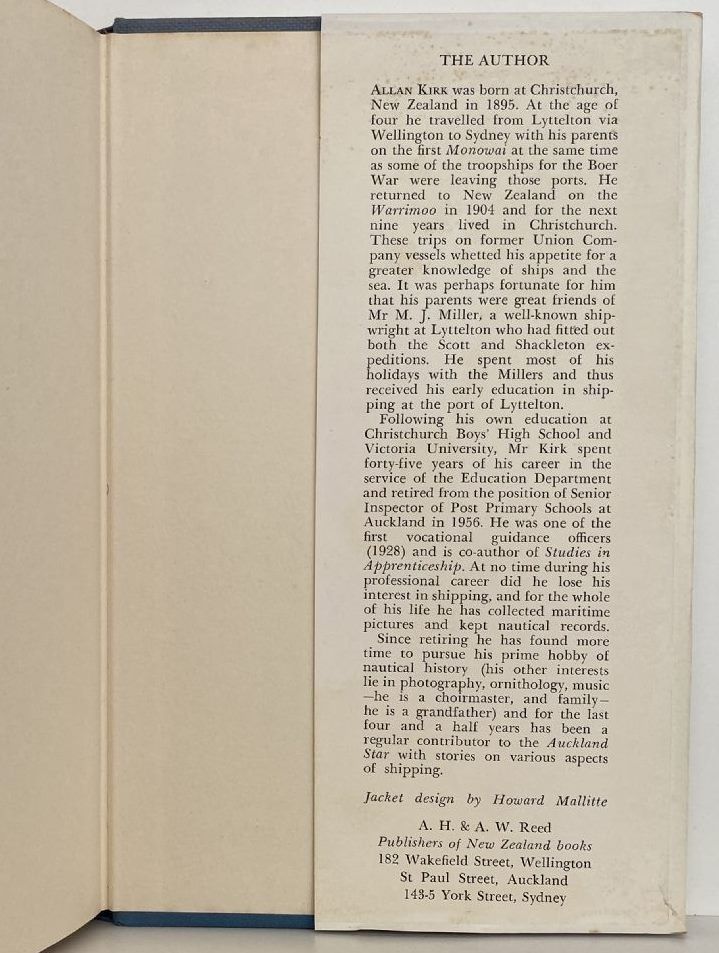 THE AUTHOR
ALLAN KIRK was born at Christchurch,
New Zealand in 1895. At the age of
four he travelled from Lyttelton via
Wellington to Sydney with his parents
on the first Monowai at the same time
as some of the troopships for the Boer
War were leaving those ports. He
returned to New Zealand on the
Warrimoo in 1904 and for the next
nine years lived in Christchurch.
These trips on former Union Com-
pany vessels whetted his appetite for a
greater knowledge of ships and the
sea. It was perhaps fortunate for him
that his parents were great friends of
Mr M. J. Miller, a well-known ship-
wright at Lyttelton who had fitted out
both the Scott and Shackleton ex-
peditions. He spent most of his
holidays with the Millers and thus
received his early education in ship-
ping at the port of Lyttelton.
Following his own education at
Christchurch Boys' High School and
Victoria University, Mr Kirk spent
forty-five years of his career in the
service of the Education Department
and retired from the position of Senior
Inspector of Post Primary Schools at
Auckland in 1956. He was one of the
first vocational guidance officers
(1928) and is co-author of Studies in
Apprenticeship. At no time during his
professional career did he lose his
interest in shipping, and for the whole
of his life he has collected maritime
pictures and kept nautical records.
Since retiring he has found more
time to pursue his prime hobby of
nautical history (his other interests
lie in photography, ornithology, music
—he is a choirmaster, and family—
he is a grandfather) and for the last
four and a half years has been a
regular contributor to the Auckland
Star with stories on various aspects
of shipping.
Jacket design by Howard Mallitte
A. H. & A. W. Reed
Publishers of New Zealand books
182 Wakefield Street, Wellington
St Paul Street, Auckland
143-5 York Street, Sydney